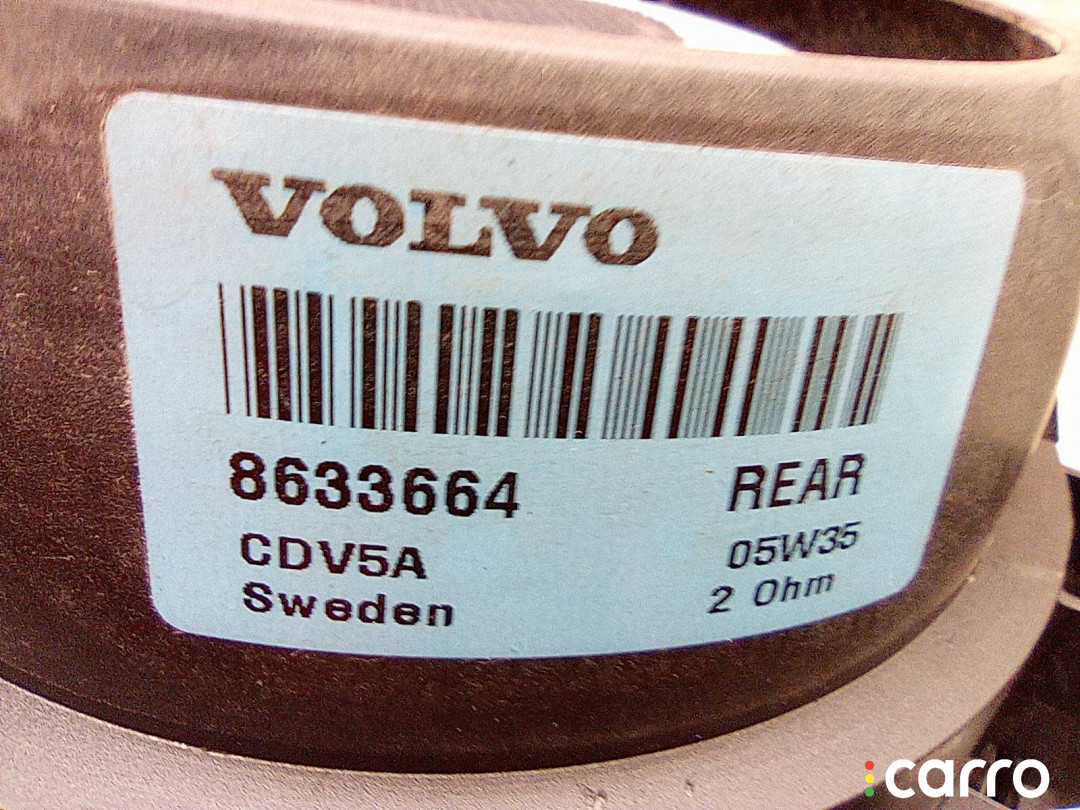 VOLVO
8633664 REAR
CDV5A 05W35
Sweden 2 Ohm
carro